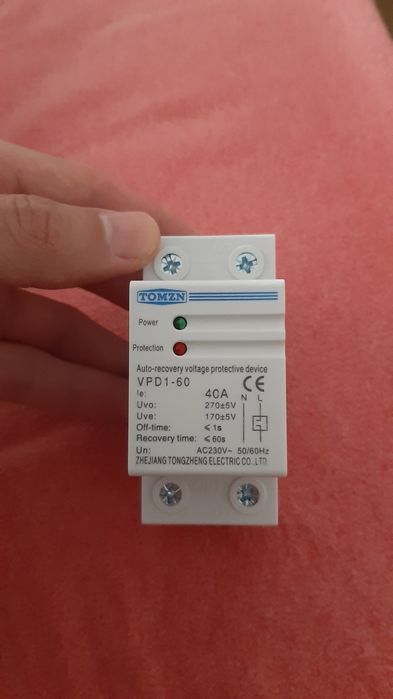 TOMZN
Power
Protection
Auto-recovery voltage protective device
VPD1-60 CE
Ie: 40A N L
Uvo: 270±5V
Uve: 170±5V
Off-time: ≤1s
Recovery time: ≤60s
Un: AC230V~ 50/60Hz
ZHEJIANG TONGZHENG ELECTRIC CO.,LTD.